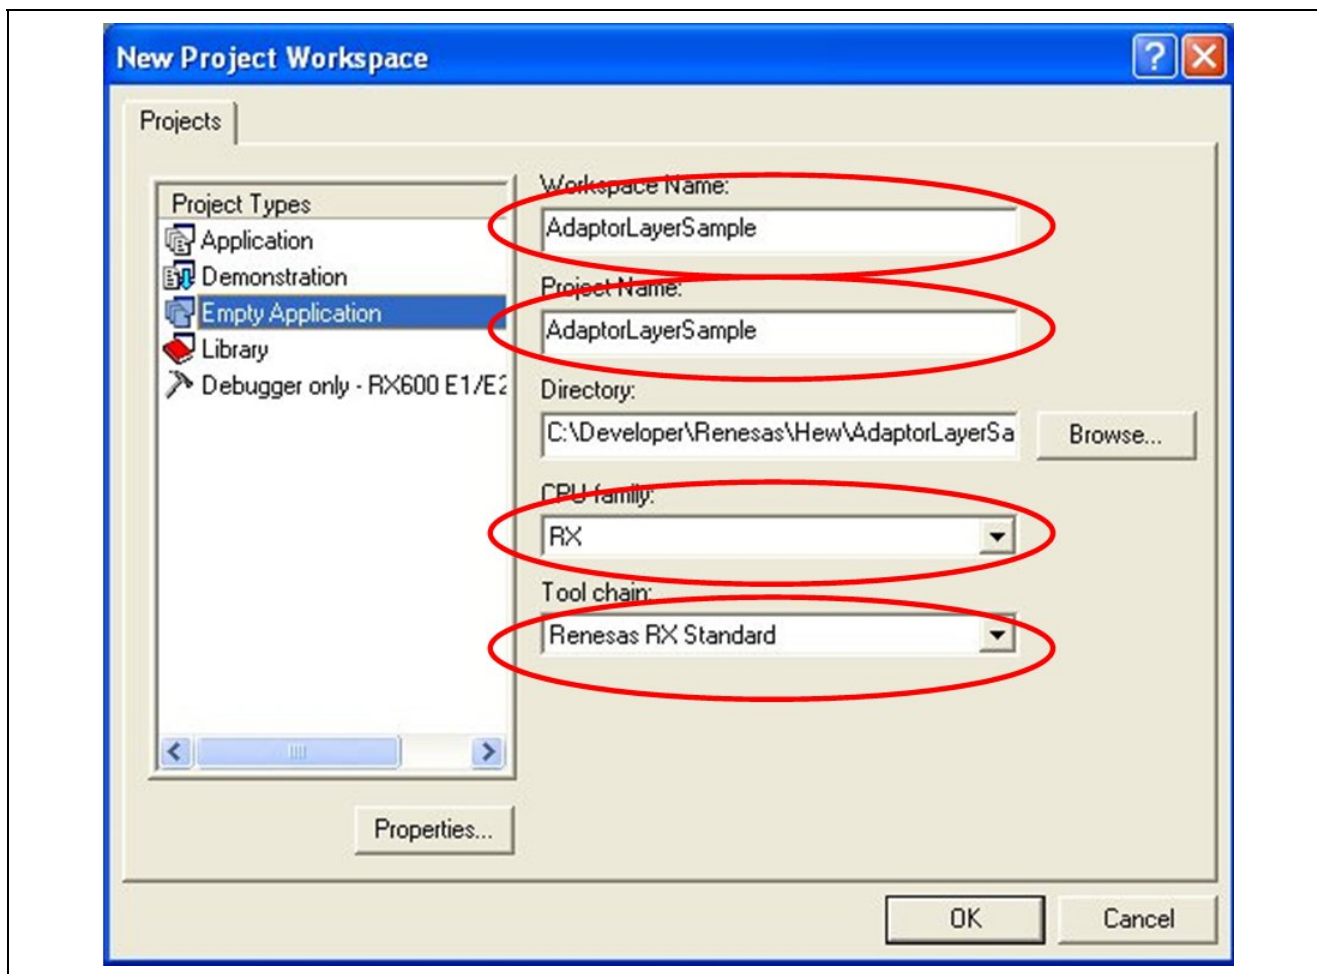 New Project Workspace
Projects
Project Types
Application
Demonstration
Empty Application
Library
Debugger only - RX600 E1/E2
Workspace Name:
AdaptorLayerSample
Project Name:
AdaptorLayerSample
Directory:
C:\Developer\Renesas\Hew\AdaptorLayerSa
Browse...
CPU family:
RX
Tool chain:
Renesas RX Standard
Properties...
OK
Cancel